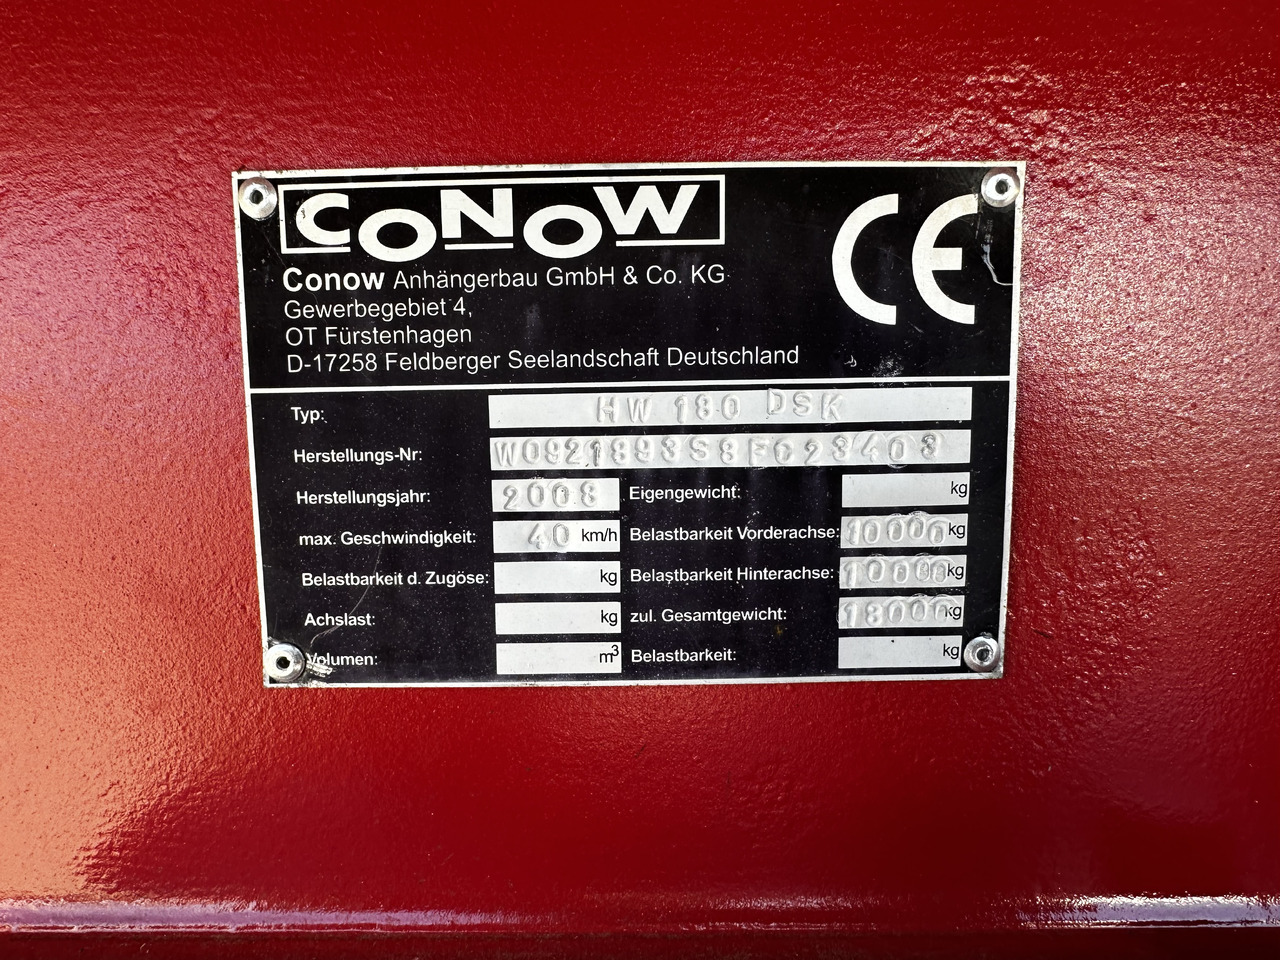 CONOW
CE
Conow Anhängerbau GmbH & Co. KG
Gewerbegebiet 4,
OT Fürstenhagen
D-17258 Feldberger Seelandschaft Deutschland
Typ: HW 180 DSK
Herstellungs-Nr: W0921893S8F023403
Herstellungsjahr: 2008 Eigengewicht: kg
max. Geschwindigkeit: 40 km/h Belastbarkeit Vorderachse: 10000 kg
Belastbarkeit d. Zugöse: kg Belastbarkeit Hinterachse: 10000 kg
Achslast: kg zul. Gesamtgewicht: 18000 kg
Volumen: m³ Belastbarkeit: kg